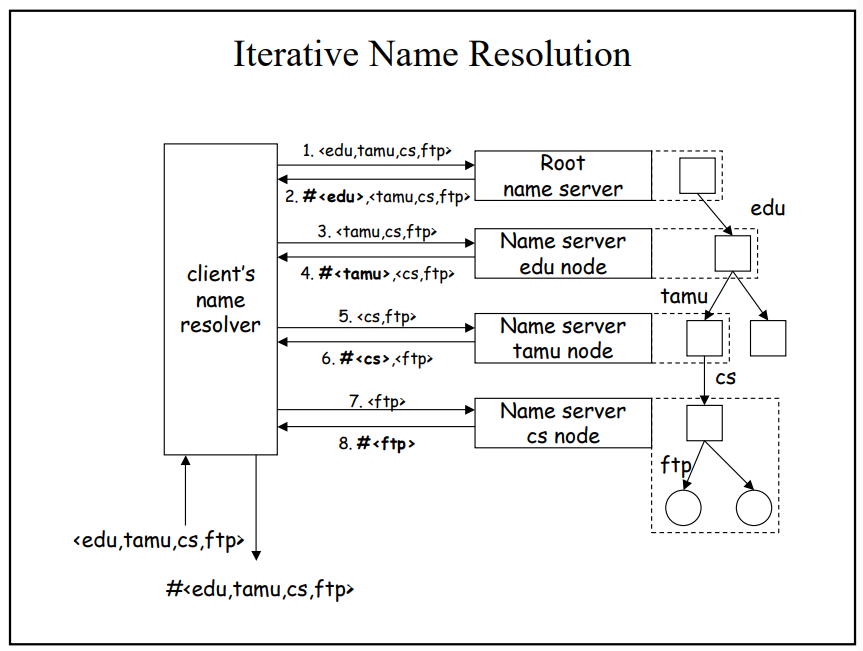 Iterative Name Resolution
1. <edu,tamu,cs,ftp>
Root
name server
2. #<edu>,<tamu,cs,ftp>
edu
3. <tamu,cs,ftp>
Name server
edu node
4. #<tamu>,<cs,ftp>
client's
name
resolver
tamu
5. <cs,ftp>
Name server
tamu node
6. #<cs>,<ftp>
cs
7. <ftp>
Name server
cs node
8. #<ftp>
ftp
<edu,tamu,cs,ftp>
#<edu,tamu,cs,ftp>